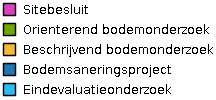 Sitebesluit
Orienterend bodemonderzoek
Beschrijvend bodemonderzoek
Bodemsaneringsproject
Eindevaluatieonderzoek